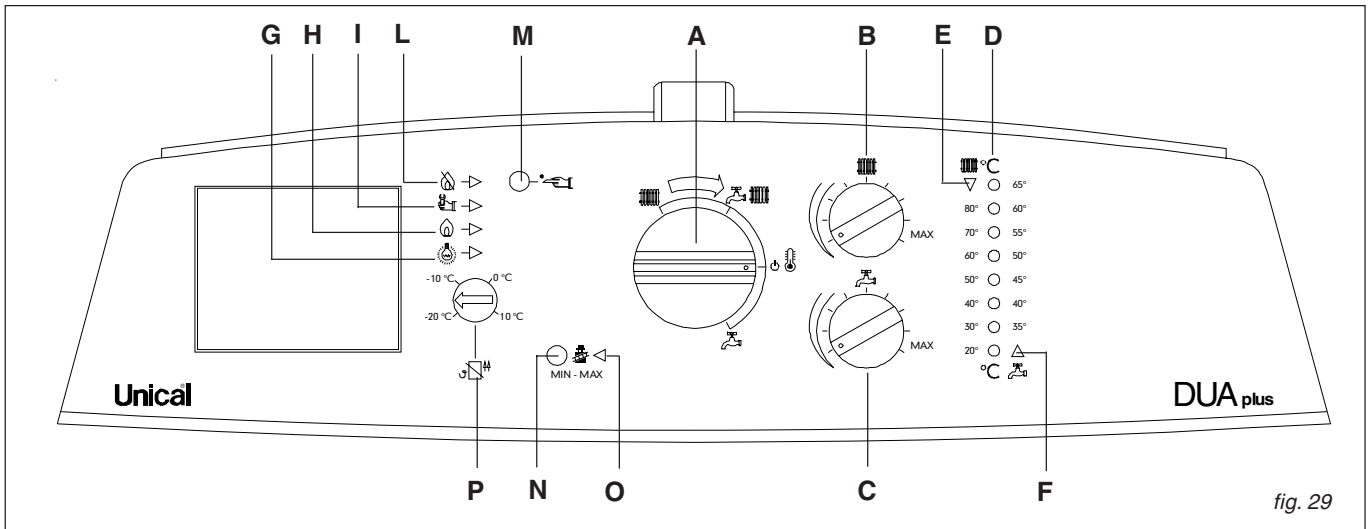 G H I L M A B E D
°C
65°
80° 60°
70° 55°
60° 50°
50° 45°
40° 40°
30° 35°
20°
°C
MAX
MAX
-10 °C 0 °C
-20 °C 10 °C
MIN - MAX
Unical
DUA plus
P N O C F
fig. 29